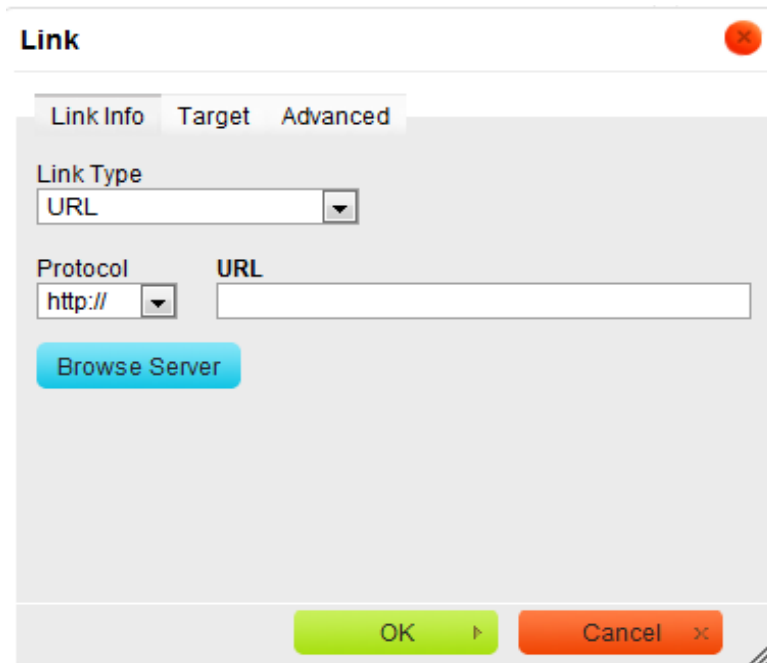 Link
Link Info Target Advanced
Link Type
URL
Protocol URL
http://
Browse Server
OK Cancel